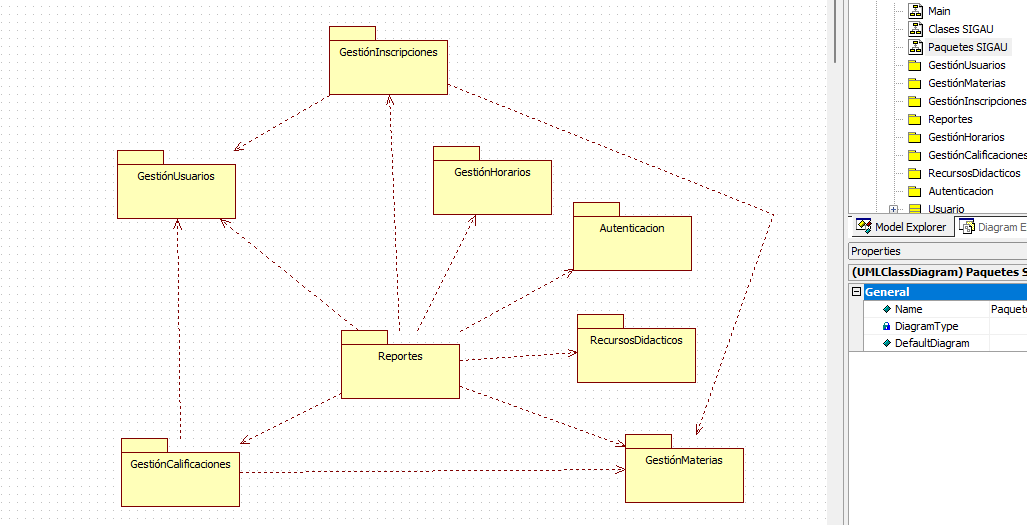 GestiónInscripciones
GestiónUsuarios
GestiónHorarios
Autenticacion
RecursosDidacticos
Reportes
GestiónCalificaciones
GestiónMaterias
Main
Clases SIGAU
Paquetes SIGAU
GestiónUsuarios
GestiónMaterias
GestiónInscripciones
Reportes
GestiónHorarios
GestiónCalificaciones
RecursosDidacticos
Autenticacion
Usuario
Model Explorer
Diagram E
Properties
(UMLClassDiagram) Paquetes S
General
Name Paquete
DiagramType
DefaultDiagram